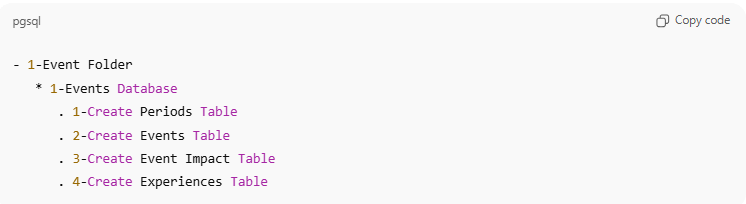 pgsql
Copy code
- 1-Event Folder
* 1-Events Database
. 1-Create Periods Table
. 2-Create Events Table
. 3-Create Event Impact Table
. 4-Create Experiences Table